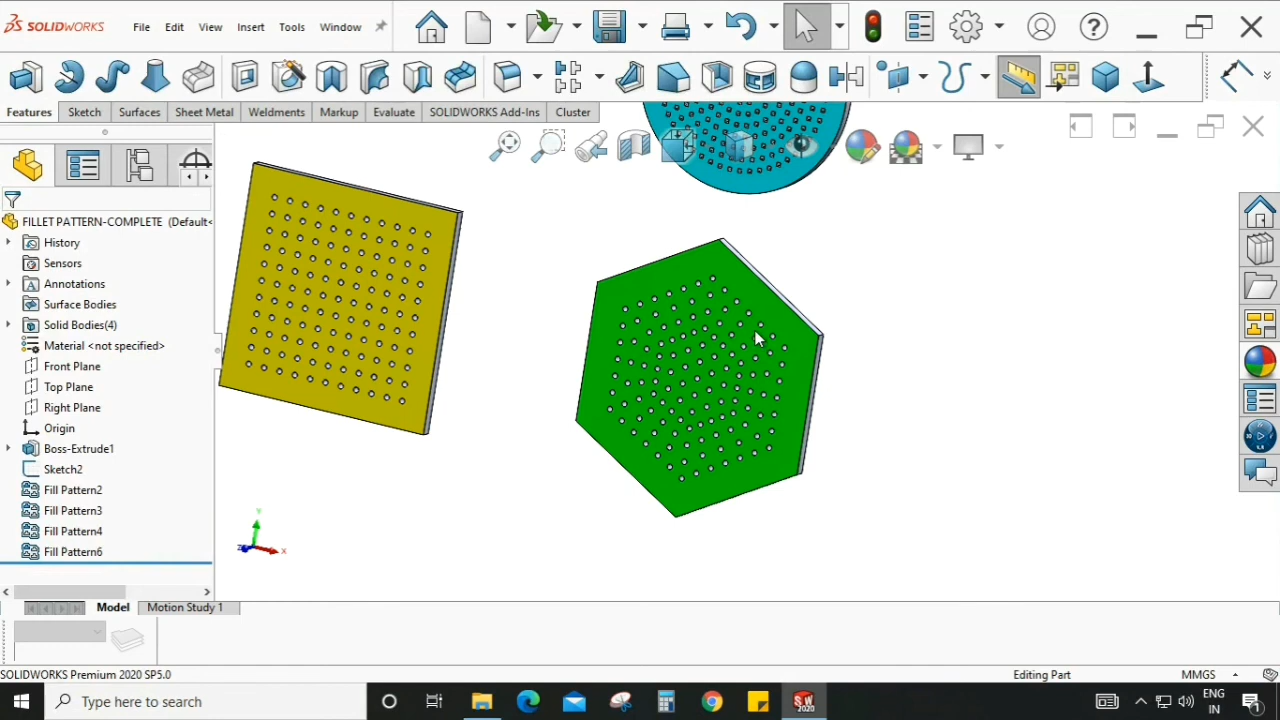 SOLIDWORKS File Edit View Insert Tools Window
Features Sketch Surfaces Sheet Metal Weldments Markup Evaluate SOLIDWORKS Add-Ins Cluster
FILLET PATTERN-COMPLETE (Default<
History
Sensors
Annotations
Surface Bodies
Solid Bodies(4)
Material <not specified>
Front Plane
Top Plane
Right Plane
Origin
Boss-Extrude1
Sketch2
Fill Pattern2
Fill Pattern3
Fill Pattern4
Fill Pattern6
Y
Z X
Model Motion Study 1
SOLIDWORKS Premium 2020 SP5.0 Editing Part MMGS
Type here to search
SW
2020
ENG
IN
1